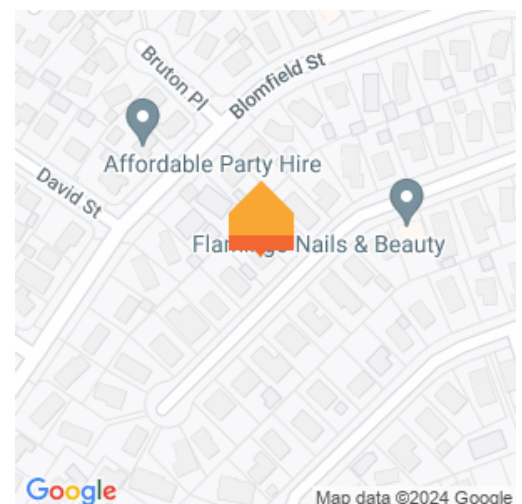 Bruton Pl
Blomfield St
Affordable Party Hire
David St
Nails & Beauty
Google
Map data ©2024 Google